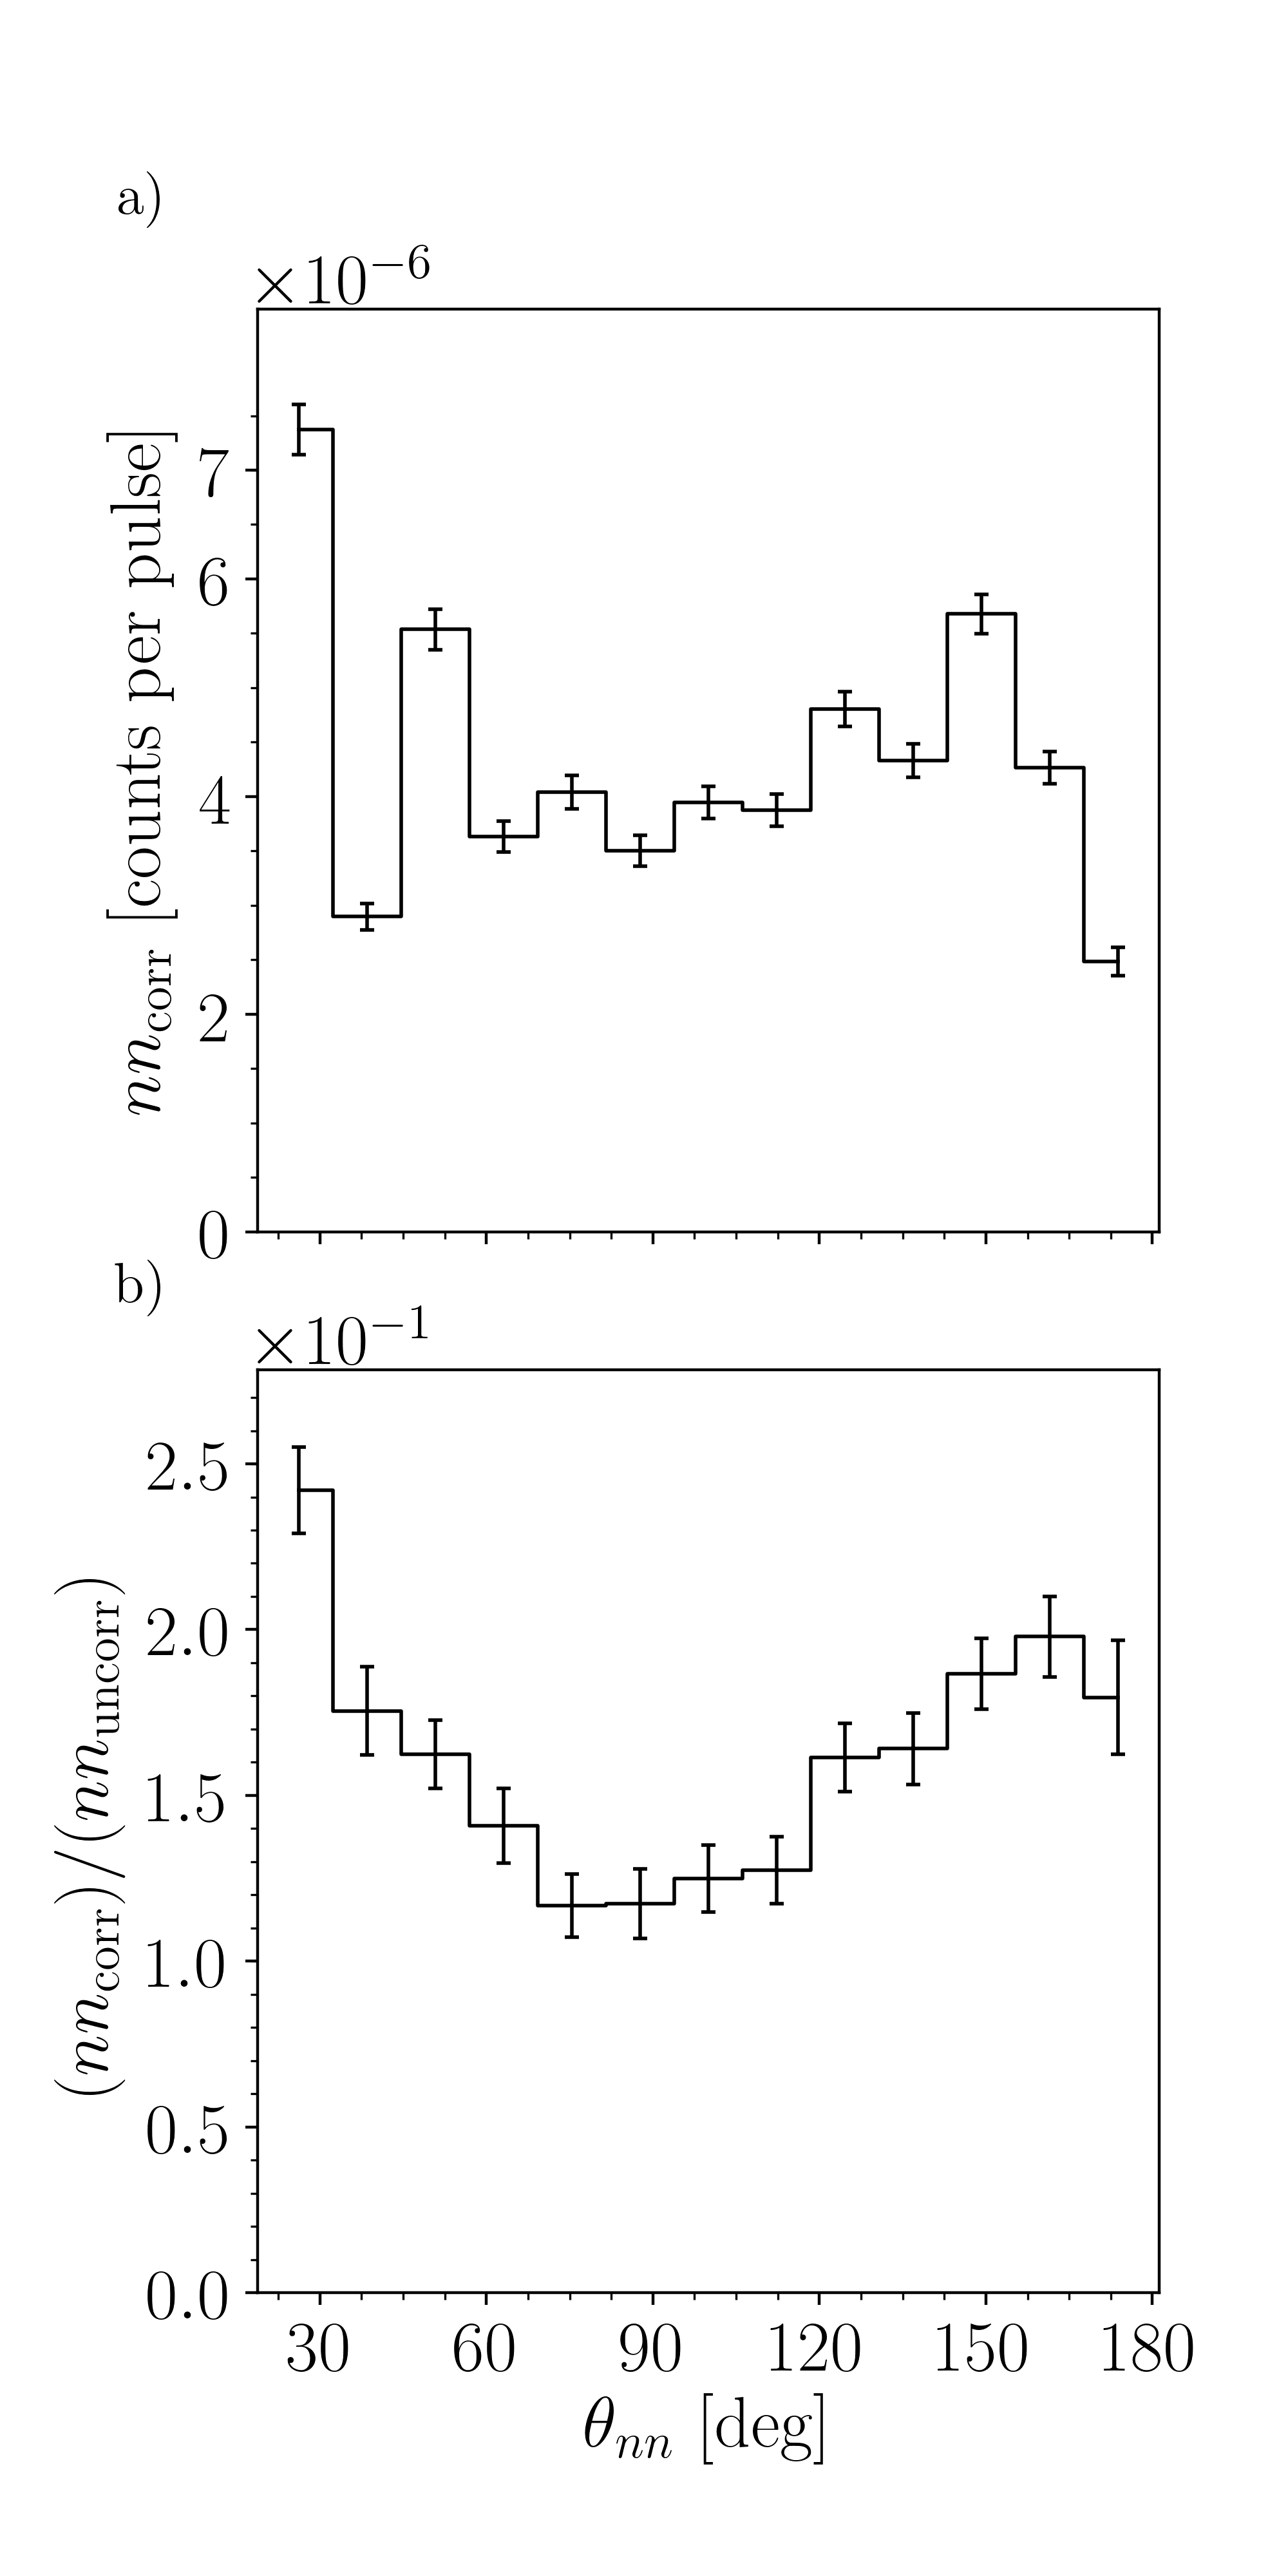 a)
×10⁻⁶
nn_corr [counts per pulse]
7
6
4
2
0
b)
×10⁻¹
(nn_corr)/(nn_uncorr)
2.5
2.0
1.5
1.0
0.5
0.0
30 60 90 120 150 180
θ_nn [deg]